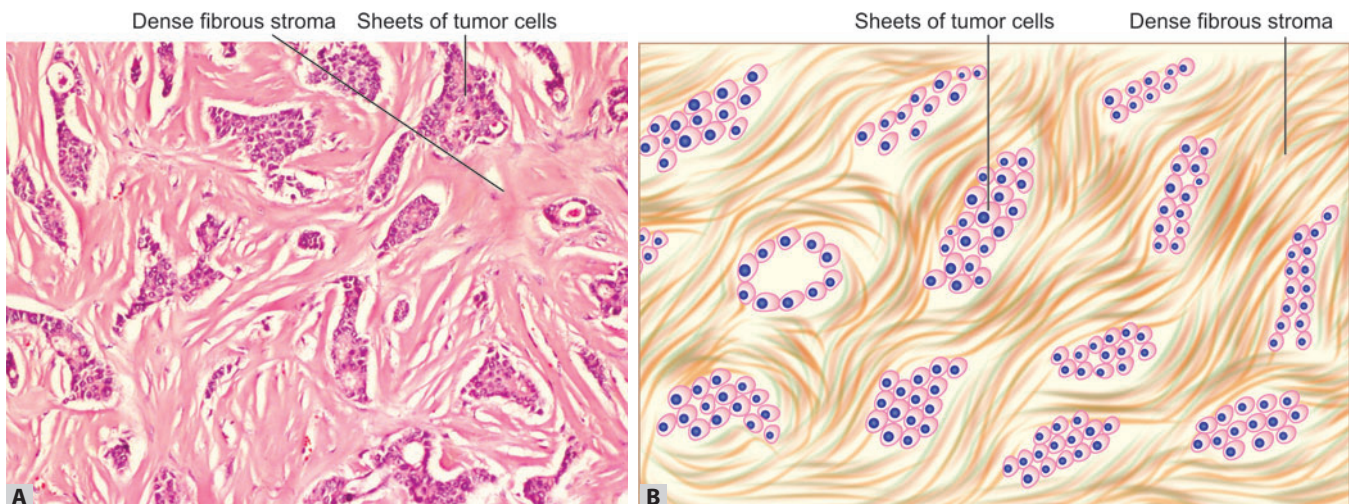 Dense fibrous stroma Sheets of tumor cells
Sheets of tumor cells Dense fibrous stroma
A
B